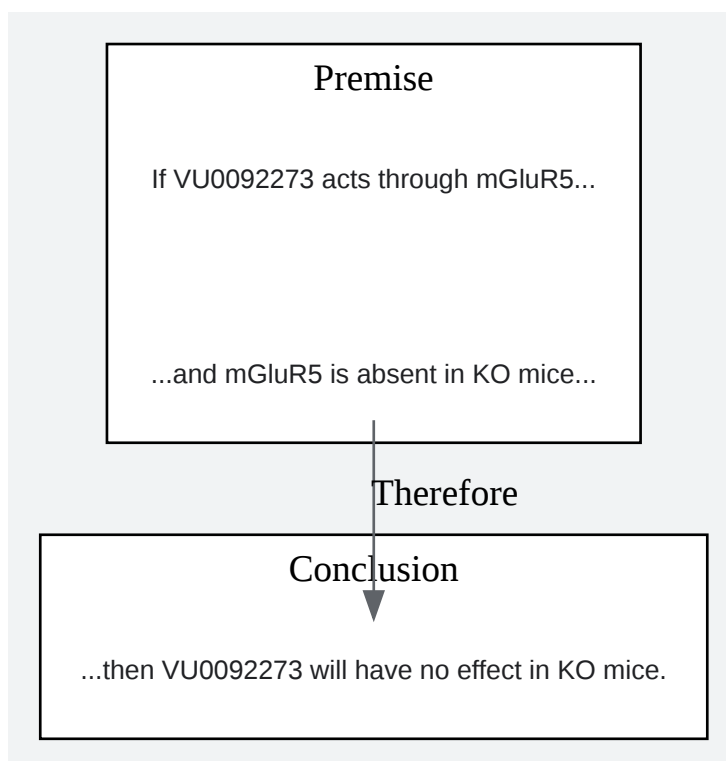 Premise
If VU0092273 acts through mGluR5...
...and mGluR5 is absent in KO mice...
Therefore
Conclusion
...then VU0092273 will have no effect in KO mice.